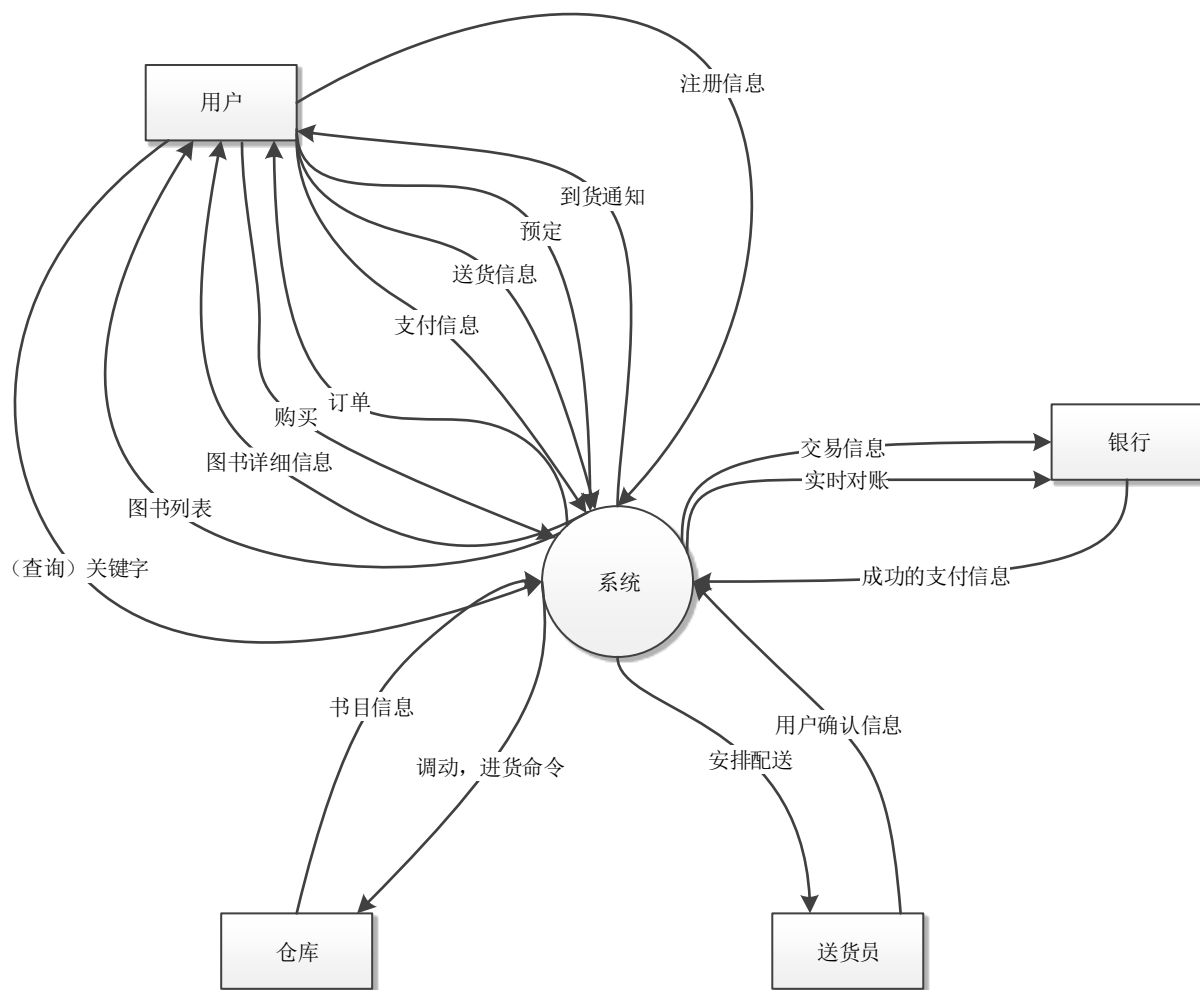 用户
注册信息
到货通知
预定
送货信息
支付信息
订单
购买
图书详细信息
图书列表
（查询）关键字
交易信息
实时对账
银行
成功的支付信息
系统
书目信息
调动，进货命令
用户确认信息
安排配送
仓库
送货员